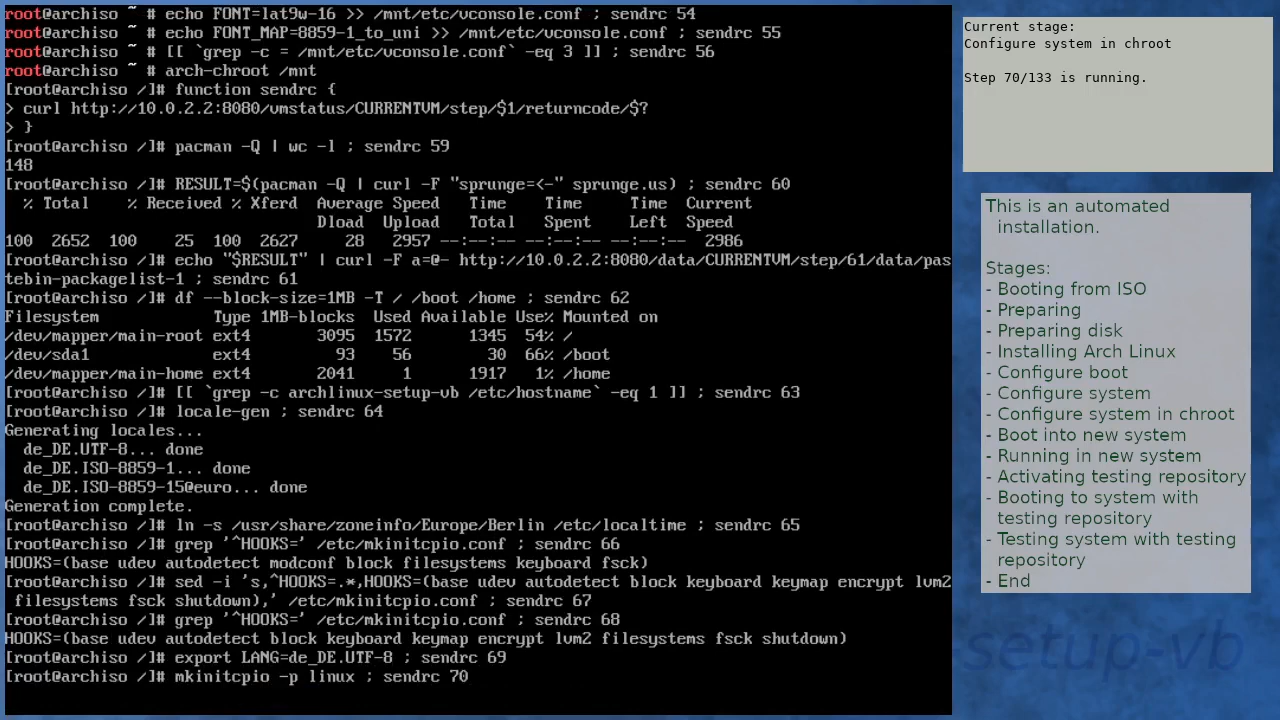 root@archiso ~ # echo FONT=lat9w-16 >> /mnt/etc/vconsole.conf ; sendrc 54
root@archiso ~ # echo FONT_MAP=8859-1_to_uni >> /mnt/etc/vconsole.conf ; sendrc 55
root@archiso ~ # [[ `grep -c = /mnt/etc/vconsole.conf` -eq 3 ]] ; sendrc 56
root@archiso ~ # arch-chroot /mnt
[root@archiso /]# function sendrc {
> curl http://10.0.2.2:8080/vmstatus/CURRENTVM/step/$1/returncode/$?
> }
[root@archiso /]# pacman -Q | wc -l ; sendrc 59
148
[root@archiso /]# RESULT=$(pacman -Q | curl -F "sprunge=<-" sprunge.us) ; sendrc 60
  % Total    % Received % Xferd  Average Speed   Time    Time     Time  Current
                                 Dload  Upload   Total   Spent    Left  Speed
100  2652  100    25  100  2627     28   2957 --:--:-- --:--:-- --:--:--  2986
[root@archiso /]# echo "$RESULT" | curl -F a=@- http://10.0.2.2:8080/data/CURRENTVM/step/61/data/pas
tebin-packagelist-1 ; sendrc 61
[root@archiso /]# df --block-size=1MB -T / /boot /home ; sendrc 62
Filesystem            Type 1MB-blocks  Used Available Use% Mounted on
/dev/mapper/main-root ext4       3095  1572      1345  54% /
/dev/sda1             ext4         93    56        30  66% /boot
/dev/mapper/main-home ext4       2041     1      1917   1% /home
[root@archiso /]# [[ `grep -c archlinux-setup-vb /etc/hostname` -eq 1 ]] ; sendrc 63
[root@archiso /]# locale-gen ; sendrc 64
Generating locales...
  de_DE.UTF-8... done
  de_DE.ISO-8859-1... done
  de_DE.ISO-8859-15@euro... done
Generation complete.
[root@archiso /]# ln -s /usr/share/zoneinfo/Europe/Berlin /etc/localtime ; sendrc 65
[root@archiso /]# grep '^HOOKS=' /etc/mkinitcpio.conf ; sendrc 66
HOOKS=(base udev autodetect modconf block filesystems keyboard fsck)
[root@archiso /]# sed -i 's,^HOOKS=.*,HOOKS=(base udev autodetect block keyboard keymap encrypt lvm2
 filesystems fsck shutdown),' /etc/mkinitcpio.conf ; sendrc 67
[root@archiso /]# grep '^HOOKS=' /etc/mkinitcpio.conf ; sendrc 68
HOOKS=(base udev autodetect block keyboard keymap encrypt lvm2 filesystems fsck shutdown)
[root@archiso /]# export LANG=de_DE.UTF-8 ; sendrc 69
[root@archiso /]# mkinitcpio -p linux ; sendrc 70
Current stage:
Configure system in chroot
Step 70/133 is running.
This is an automated
installation.
Stages:
- Booting from ISO
- Preparing
- Preparing disk
- Installing Arch Linux
- Configure boot
- Configure system
- Configure system in chroot
- Boot into new system
- Running in new system
- Activating testing repository
- Booting to system with
testing repository
- Testing system with testing
repository
- End
-setup-vb